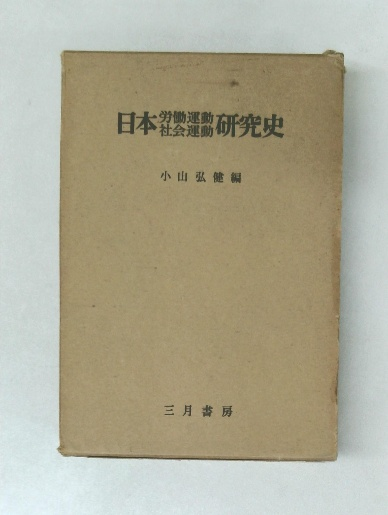 日本労働運動社会運動研究史
小山弘健編
三月書房